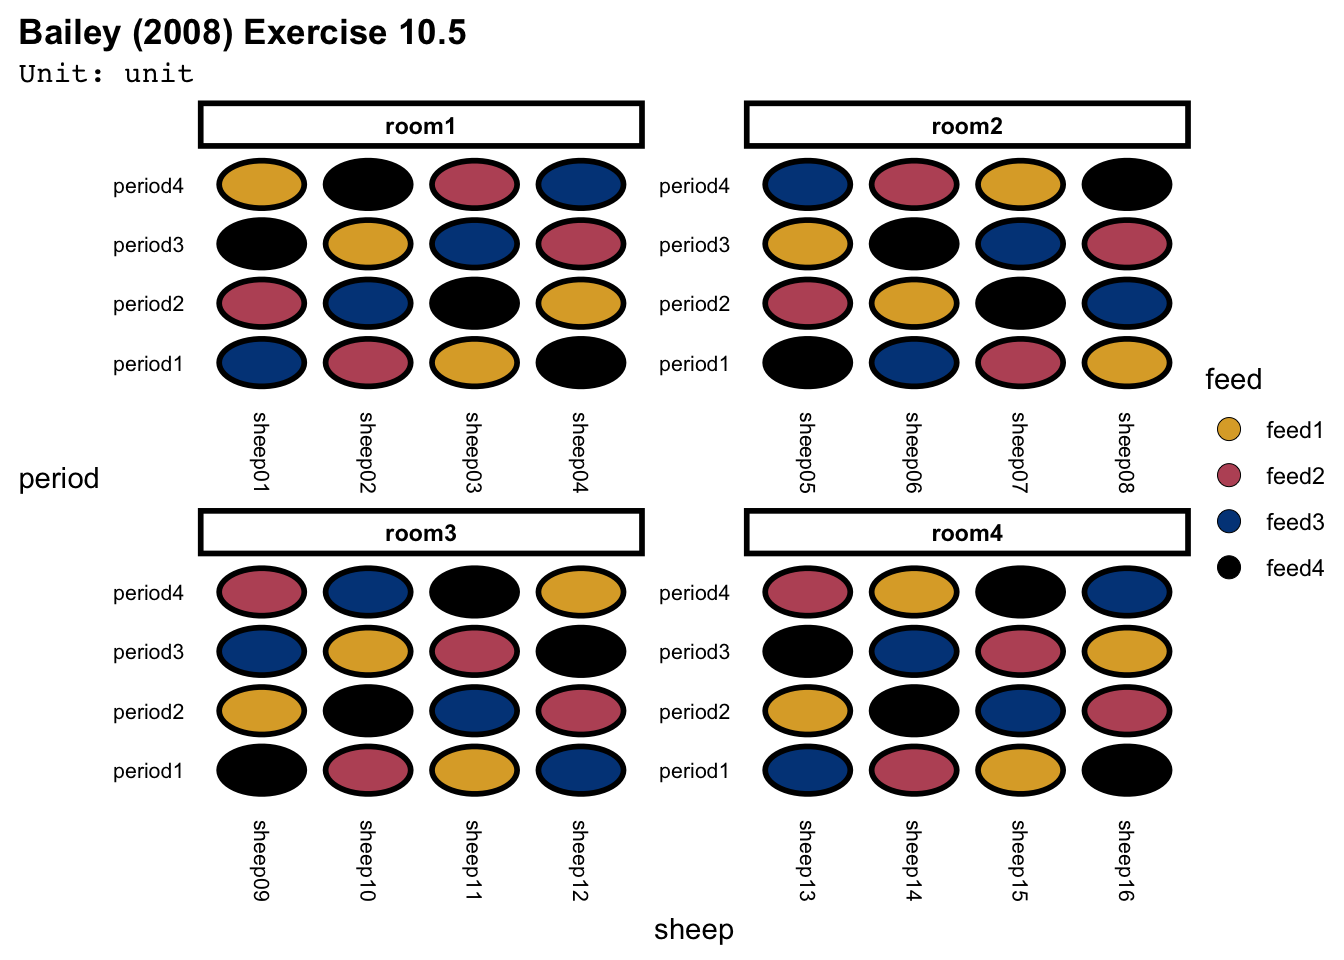 Bailey (2008) Exercise 10.5
Unit: unit
room1
room2
period4
period3
period2
period1
period4
period3
period2
period1
sheep01
sheep02
sheep03
sheep04
sheep05
sheep06
sheep07
sheep08
period
room3
room4
period4
period3
period2
period1
period4
period3
period2
period1
sheep09
sheep10
sheep11
sheep12
sheep13
sheep14
sheep15
sheep16
sheep
feed
feed1
feed2
feed3
feed4